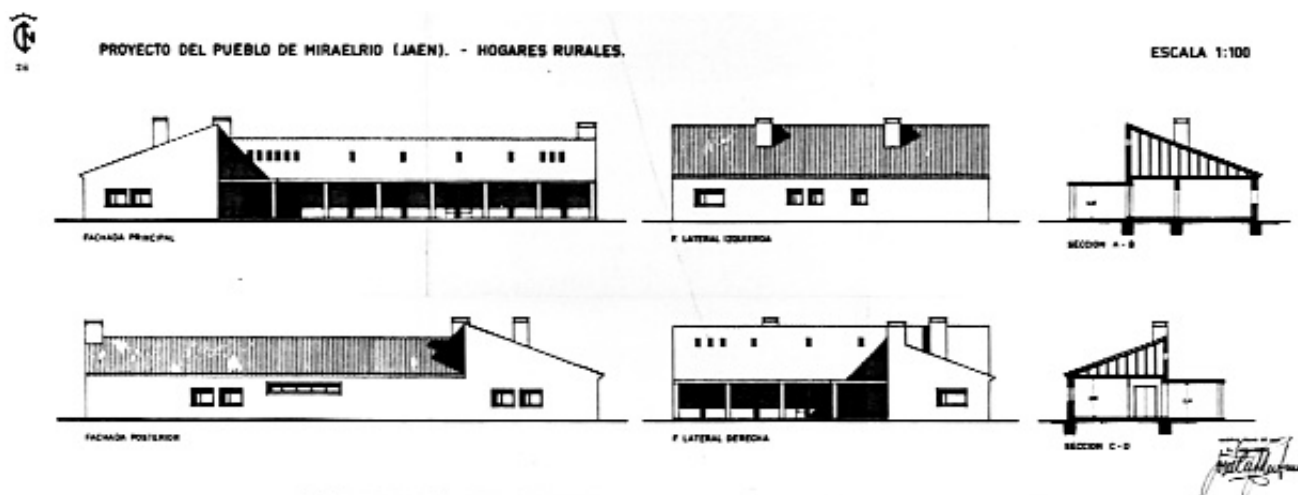 PROYECTO DEL PUEBLO DE MIRAELRIO (JAEN). - HOGARES RURALES.
ESCALA 1:100
FACHADA PRINCIPAL
F LATERAL IZQUIERDA
SECCION A - B
FACHADA POSTERIOR
F LATERAL DERECHA
SECCION C - D